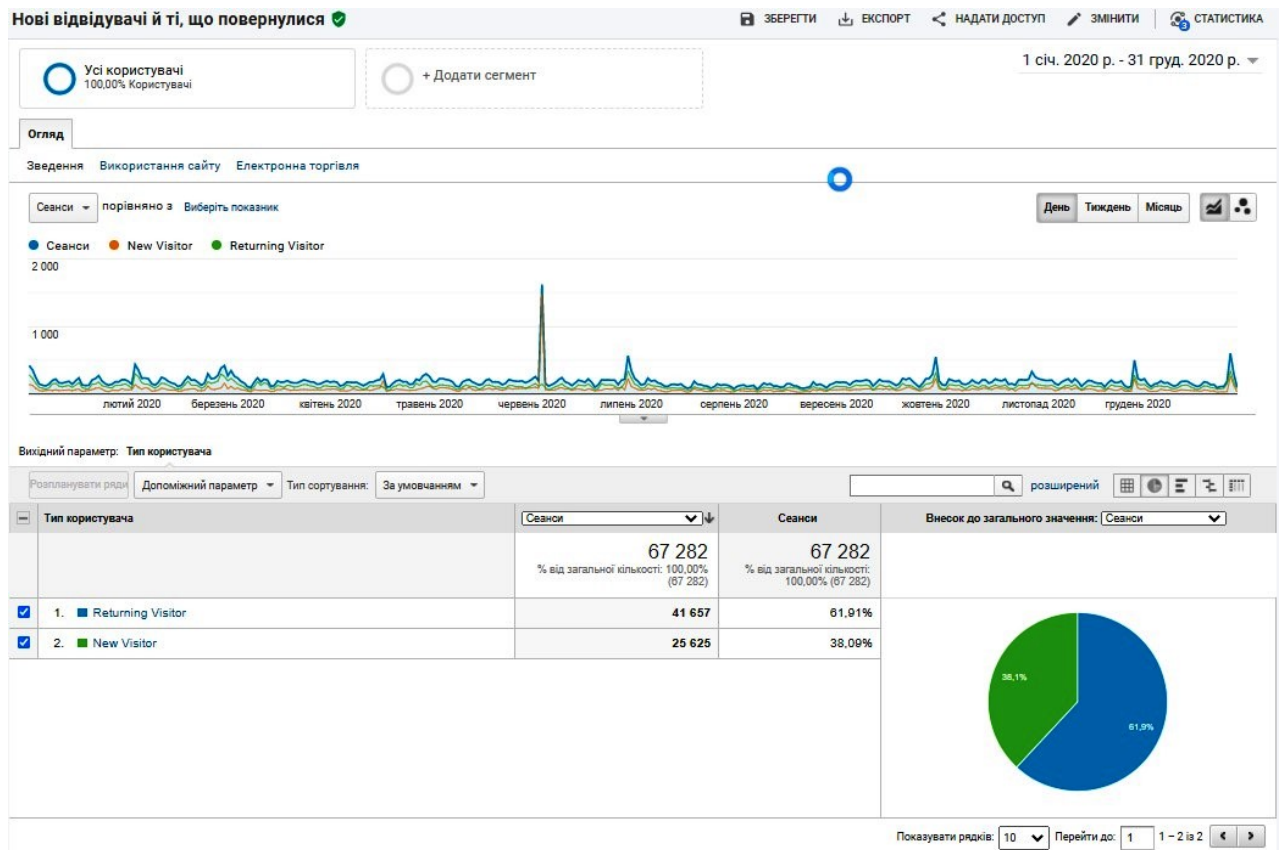 Нові відвідувачі й ті, що повернулися
ЗБЕРЕГТИ ЕКСПОРТ НАДАТИ ДОСТУП ЗМІНИТИ 3 СТАТИСТИКА
Усі користувачі
100,00% Користувачі
+ Додати сегмент
1 січ. 2020 р. - 31 груд. 2020 р.
Огляд
Зведення Використання сайту Електронна торгівля
Сеанси порівняно з Виберіть показник
День Тиждень Місяць
Сеанси New Visitor Returning Visitor
2 000
1 000
лютий 2020 березень 2020 квітень 2020 травень 2020 червень 2020 липень 2020 серпень 2020 вересень 2020 жовтень 2020 листопад 2020 грудень 2020
Вихідний параметр: Тип користувача
Розпланувати ряди Допоміжний параметр Тип сортування: За умовчанням розширений
Тип користувача Сеанси Сеанси Внесок до загального значення: Сеанси
67 282 67 282
% від загальної кількості: 100,00% % від загальної кількості:
(67 282) 100,00% (67 282)
1. Returning Visitor 41 657 61,91%
2. New Visitor 25 625 38,09%
38,1%
61,9%
Показувати рядків: 10 Перейти до: 1 1 – 2 із 2